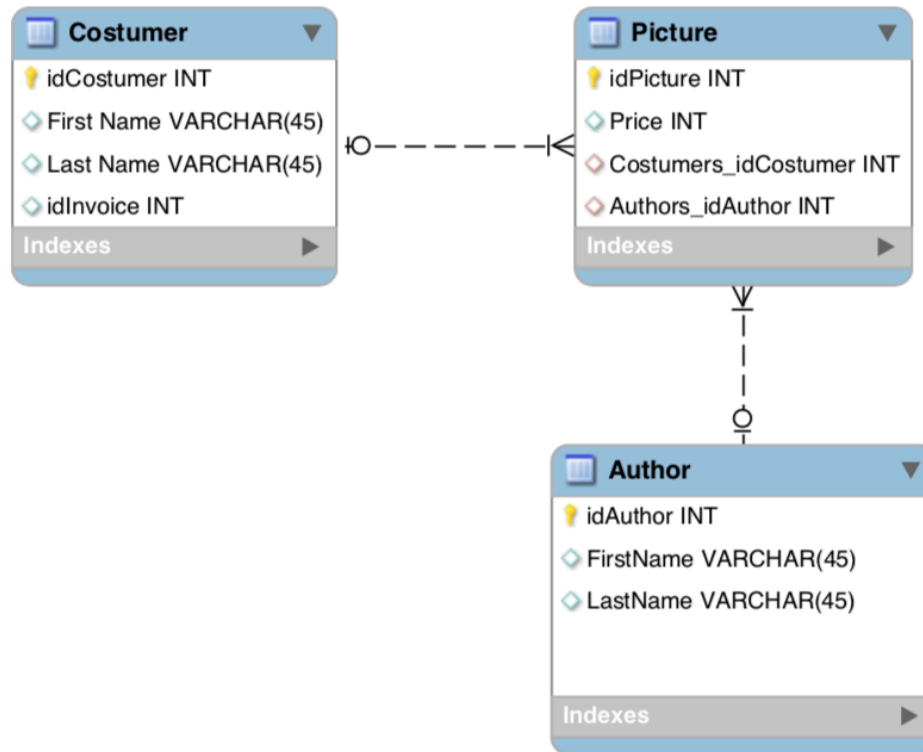 Costumer
idCostumer INT
First Name VARCHAR(45)
Last Name VARCHAR(45)
idInvoice INT
Indexes
Picture
idPicture INT
Price INT
Costumers_idCostumer INT
Authors_idAuthor INT
Indexes
Author
idAuthor INT
FirstName VARCHAR(45)
LastName VARCHAR(45)
Indexes